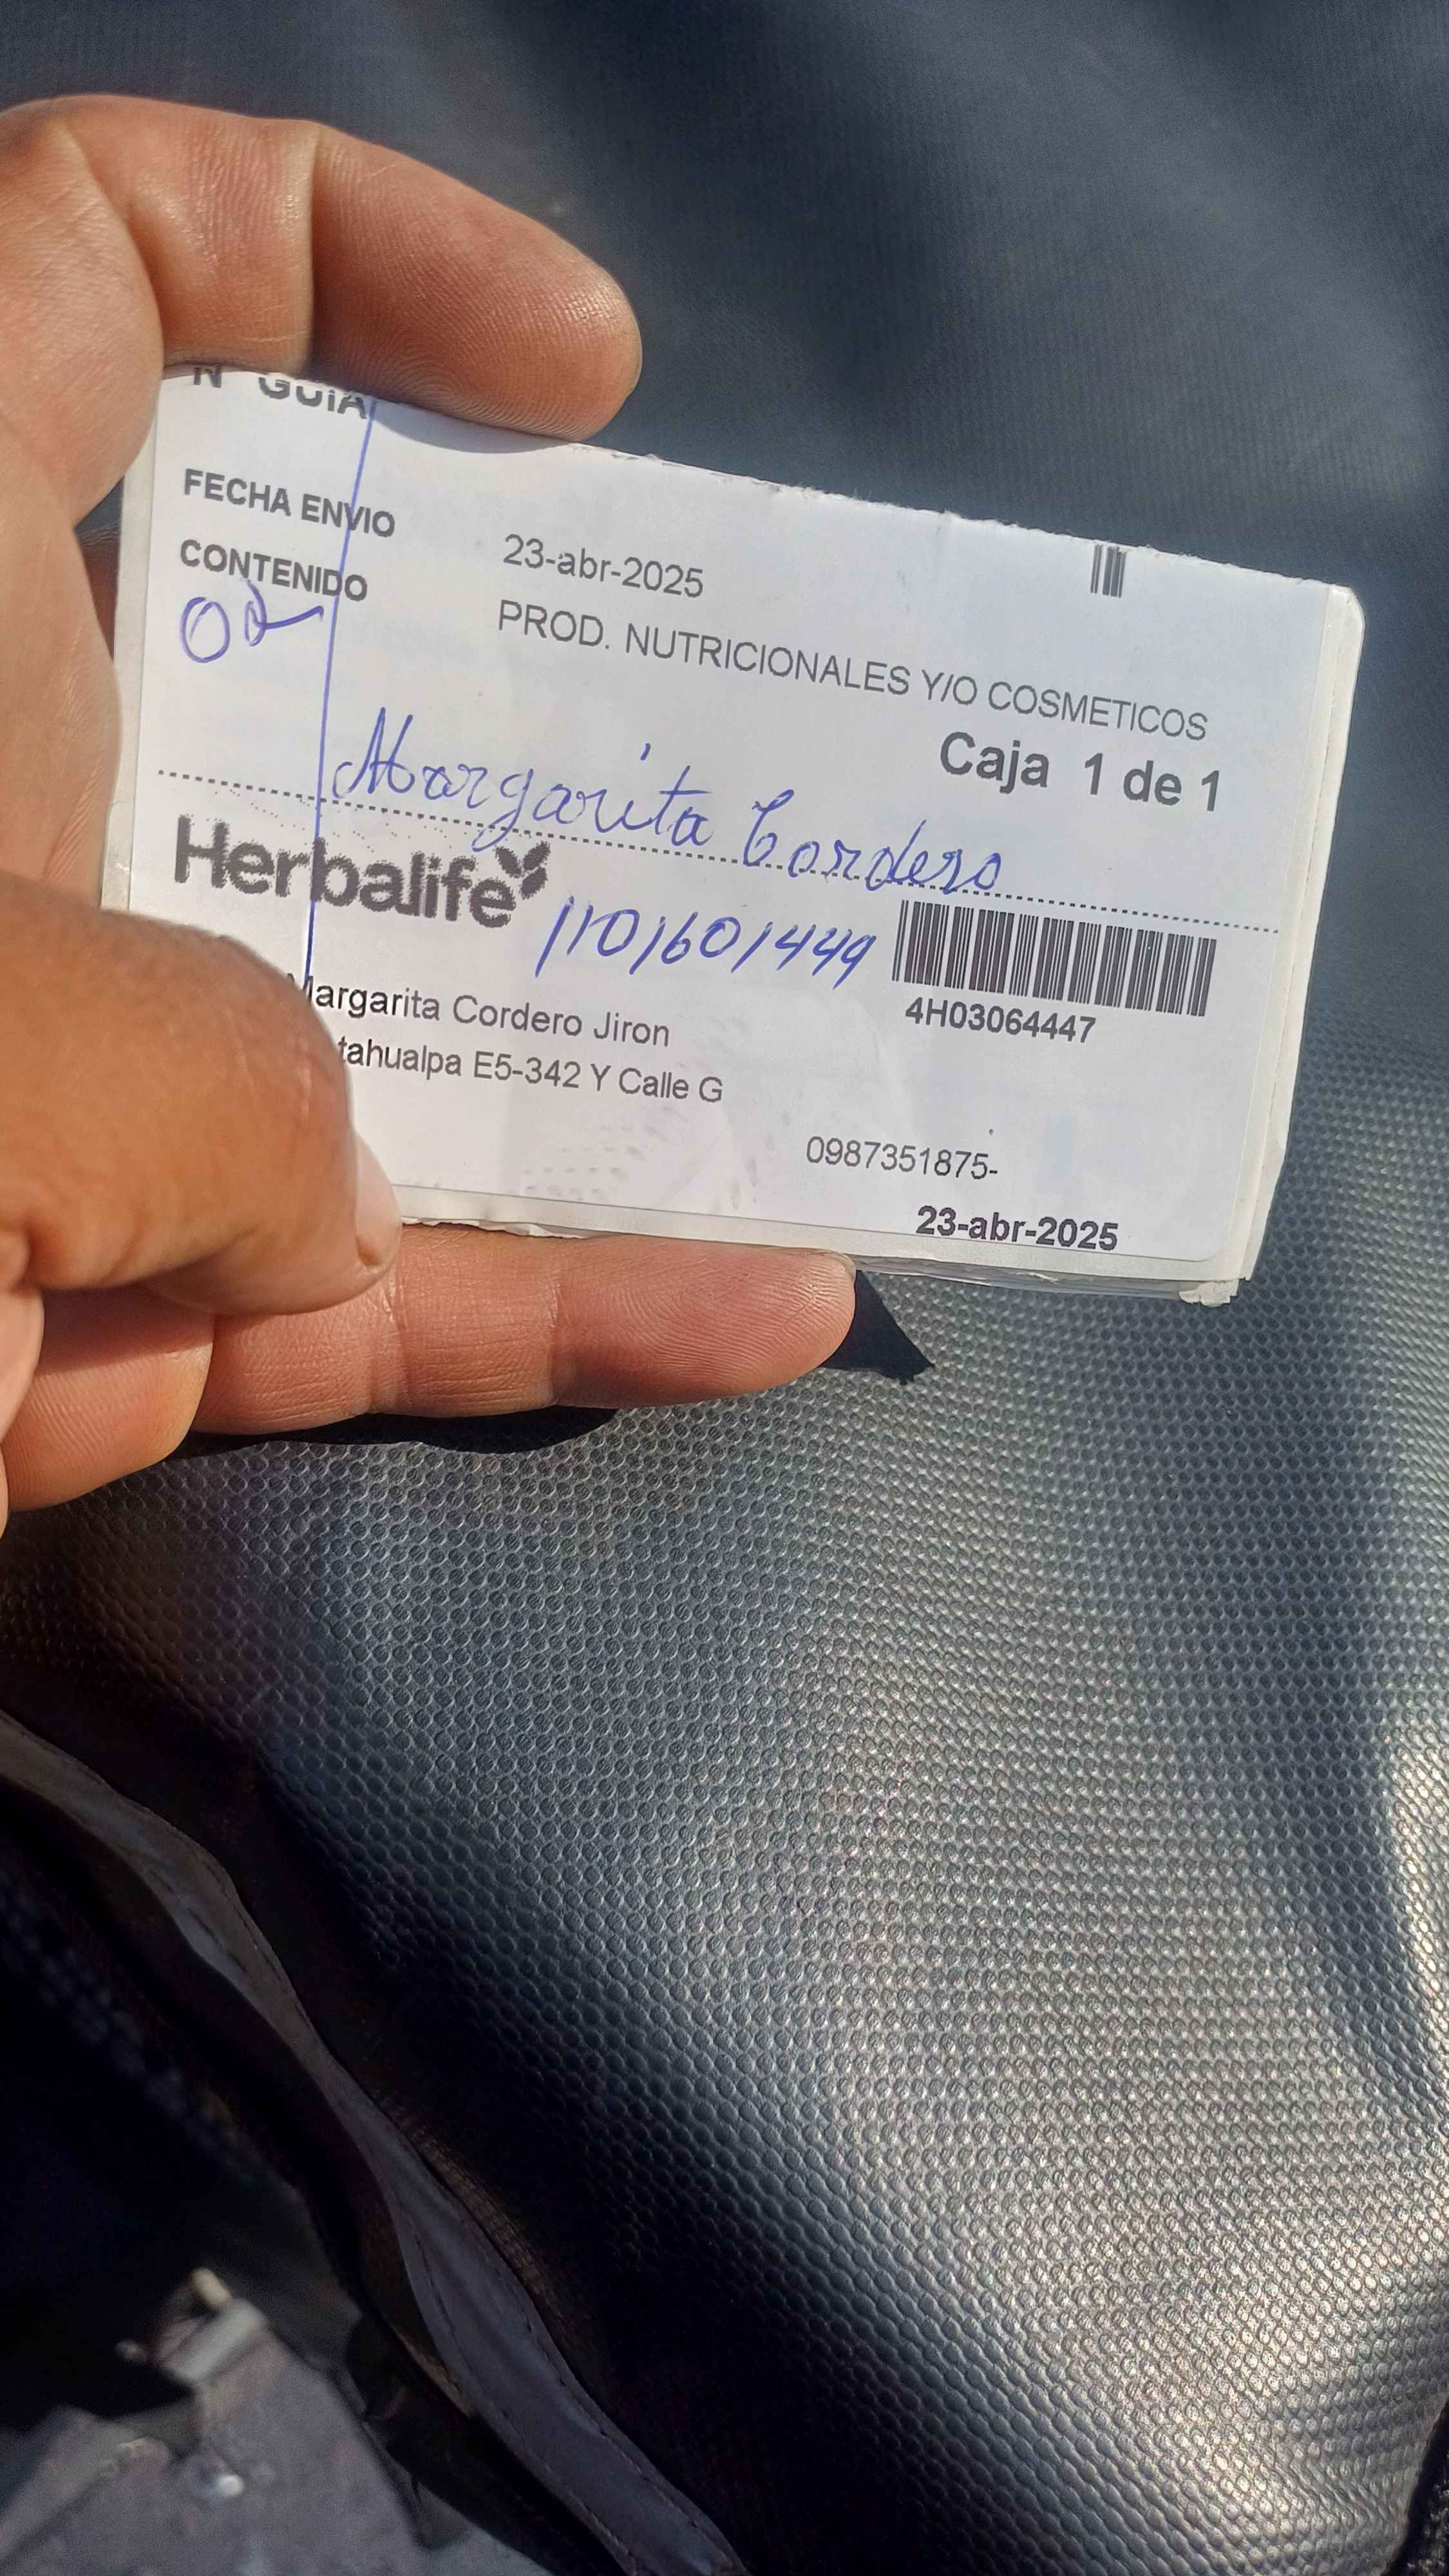 N GUIA
FECHA ENVIO 23-abr-2025
CONTENIDO PROD. NUTRICIONALES Y/O COSMETICOS
Caja 1 de 1
Margarita Cordero
Herbalife
1101601449
4H03064447
Margarita Cordero Jiron
tahualpa E5-342 Y Calle G
0987351875-
23-abr-2025